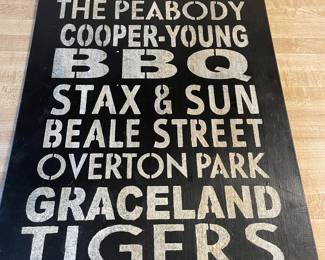 THE PEABODY
COOPER-YOUNG
BBQ
STAX & SUN
BEALE STREET
OVERTON PARK
GRACELAND
TIGERS